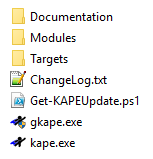 Documentation
Modules
Targets
ChangeLog.txt
Get-KAPEUpdate.ps1
gkape.exe
kape.exe